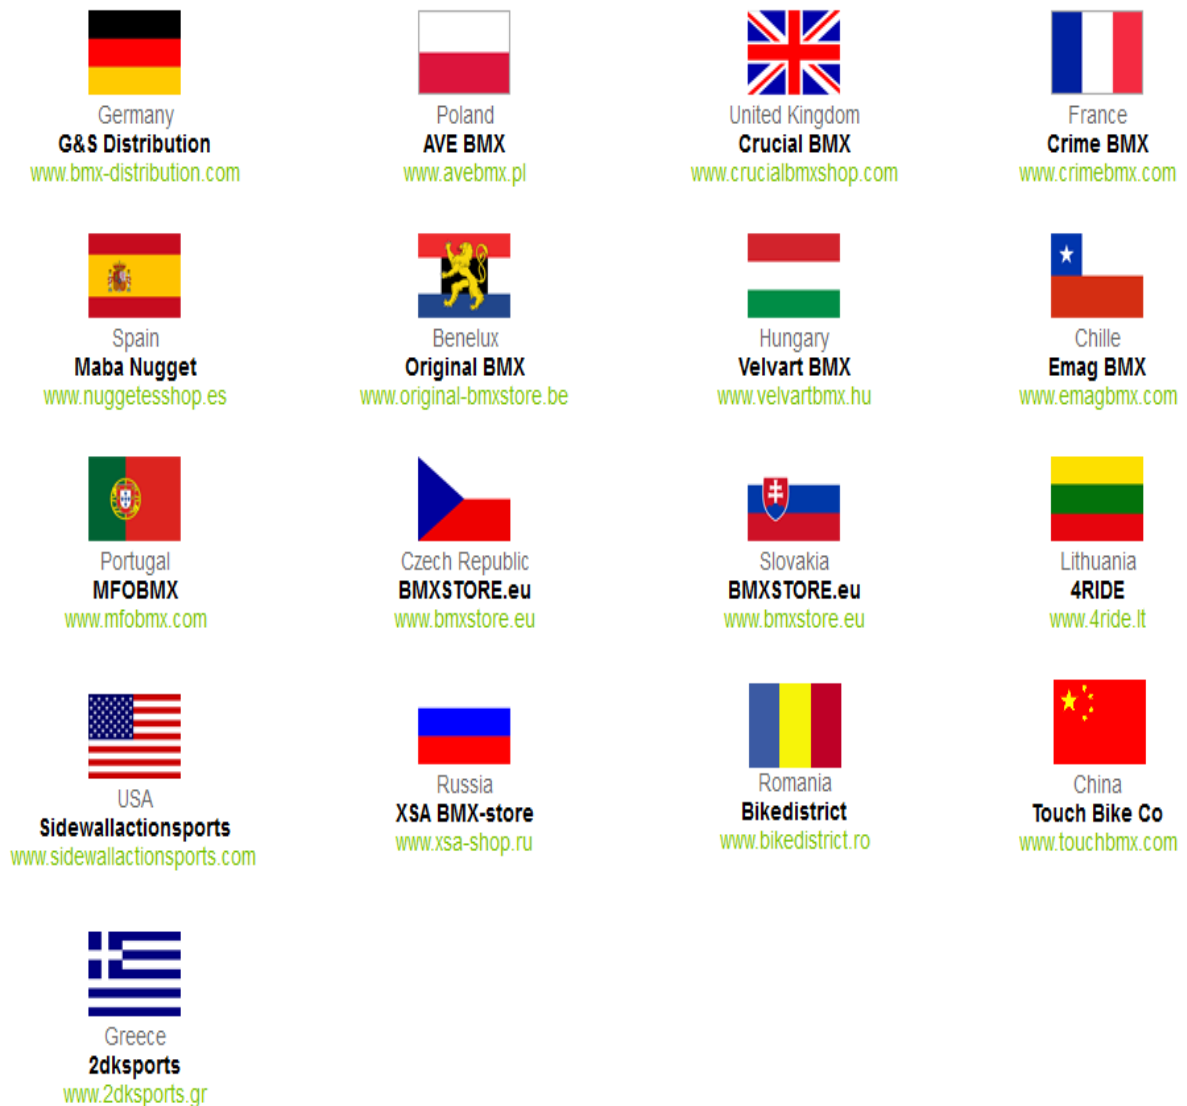 Germany
G&S Distribution
www.bmx-distribution.com
Poland
AVE BMX
www.avebmx.pl
United Kingdom
Crucial BMX
www.crucialbmxshop.com
France
Crime BMX
www.crimebmx.com
Spain
Maba Nugget
www.nuggetesshop.es
Benelux
Original BMX
www.original-bmxstore.be
Hungary
Velvart BMX
www.velvartbmx.hu
Chille
Emag BMX
www.emagbmx.com
Portugal
MFOBMX
www.mfobmx.com
Czech Republic
BMXSTORE.eu
www.bmxstore.eu
Slovakia
BMXSTORE.eu
www.bmxstore.eu
Lithuania
4RIDE
www.4ride.lt
USA
Sidewallactionsports
www.sidewallactionsports.com
Russia
XSA BMX-store
www.xsa-shop.ru
Romania
Bikedistrict
www.bikedistrict.ro
China
Touch Bike Co
www.touchbmx.com
Greece
2dksports
www.2dksports.gr